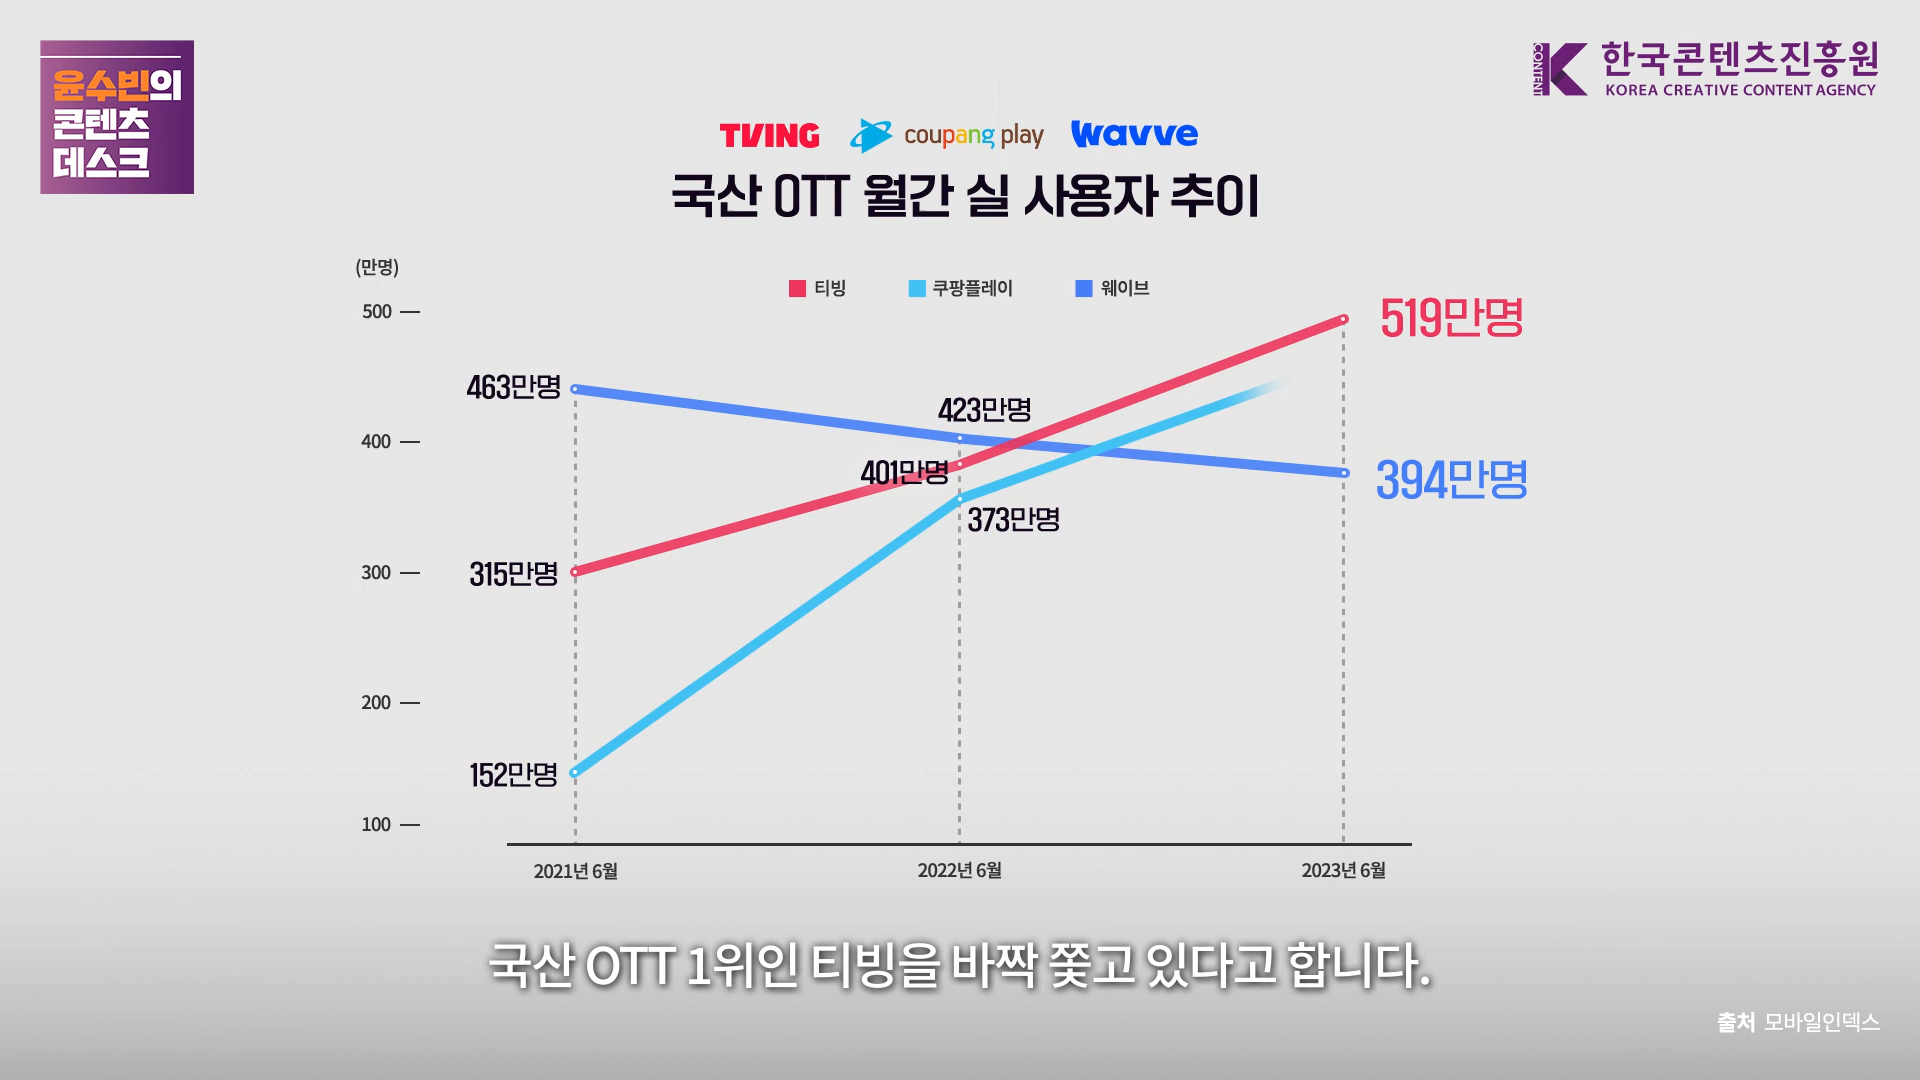 윤수빈의
콘텐츠
데스크
CONTENT
한국콘텐츠진흥원
KOREA CREATIVE CONTENT AGENCY
TVING coupang play wavve
국산 OTT 월간 실 사용자 추이
(만명)
티빙 쿠팡플레이 웨이브
500
400
300
200
100
463만명
315만명
152만명
423만명
401만명
373만명
519만명
394만명
2021년 6월 2022년 6월 2023년 6월
국산 OTT 1위인 티빙을 바짝 쫓고 있다고 합니다.
출처 모바일인덱스